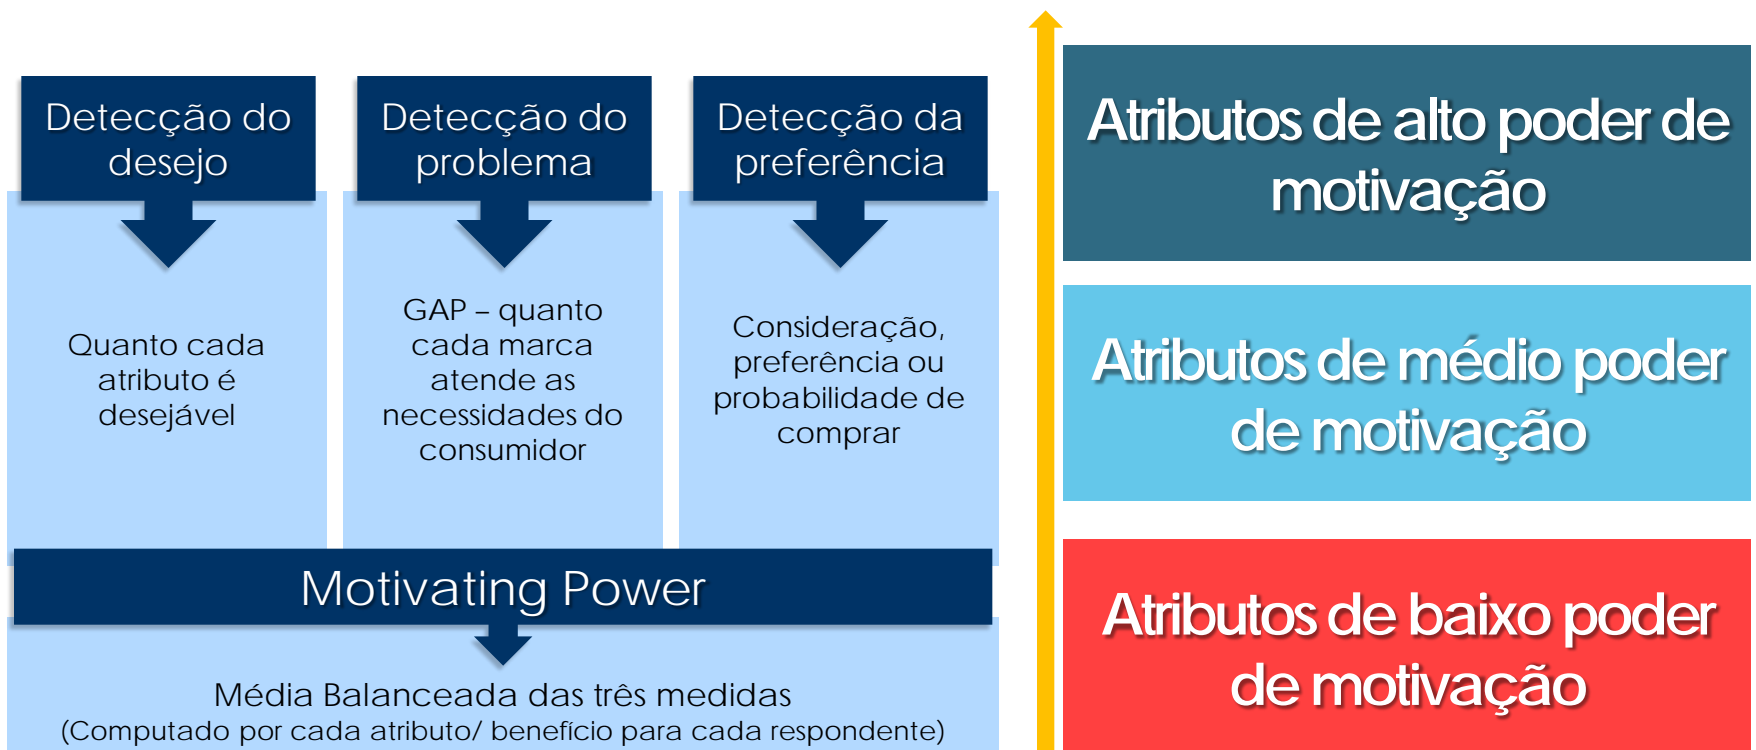 Detecção do
desejo
Quanto cada
atributo é
desejável
Detecção do
problema
GAP – quanto
cada marca
atende as
necessidades do
consumidor
Detecção da
preferência
Consideração,
preferência ou
probabilidade de
comprar
Motivating Power
Média Balanceada das três medidas
(Computado por cada atributo/ benefício para cada respondente)
Atributos de alto poder de
motivação
Atributos de médio poder
de motivação
Atributos de baixo poder
de motivação